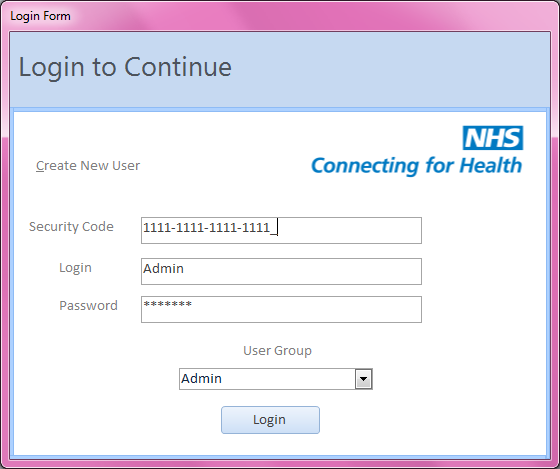 Login Form
Login to Continue
NHS
Create New User
Connecting for Health
Security Code 1111-1111-1111-1111_
Login Admin
Password *******
User Group
Admin
Login